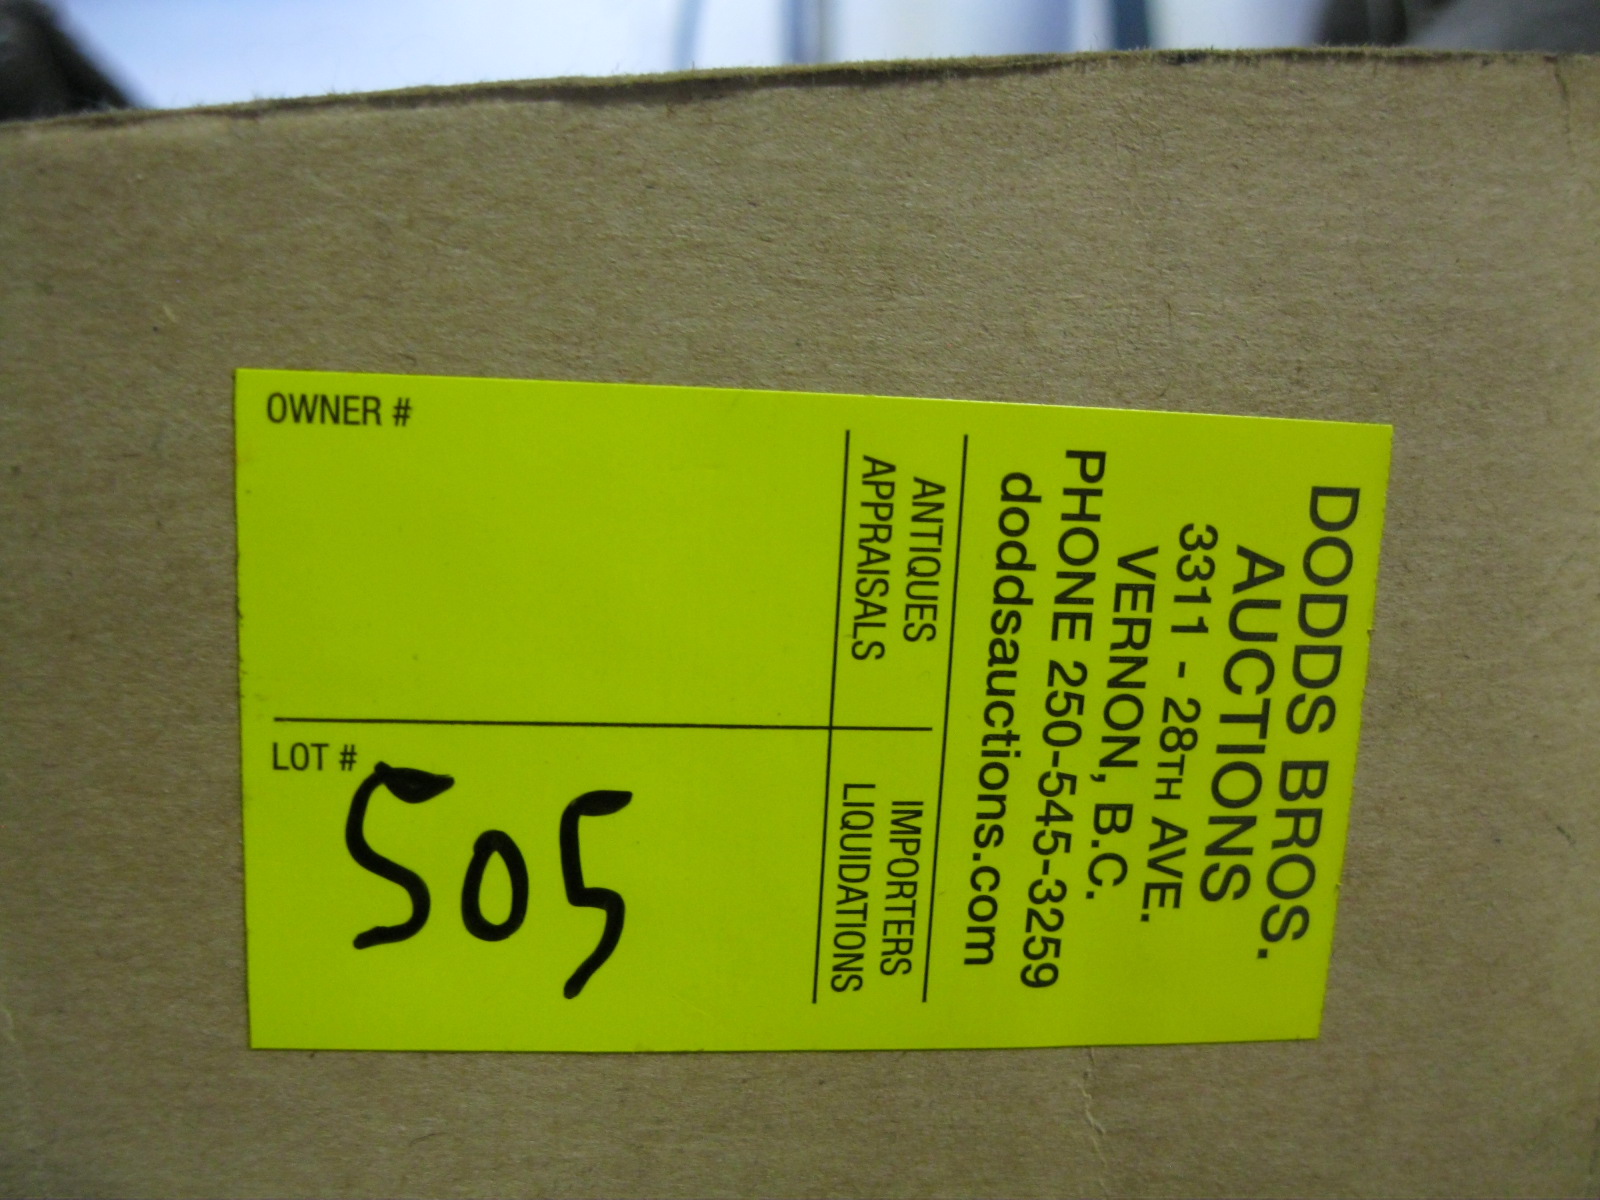 DODDS BROS.
AUCTIONS
3311 - 28TH AVE.
VERNON, B.C.
PHONE 250-545-3259
doddsauctions.com
ANTIQUES
APPRAISALS
IMPORTERS
LIQUIDATIONS
OWNER #
LOT #
505